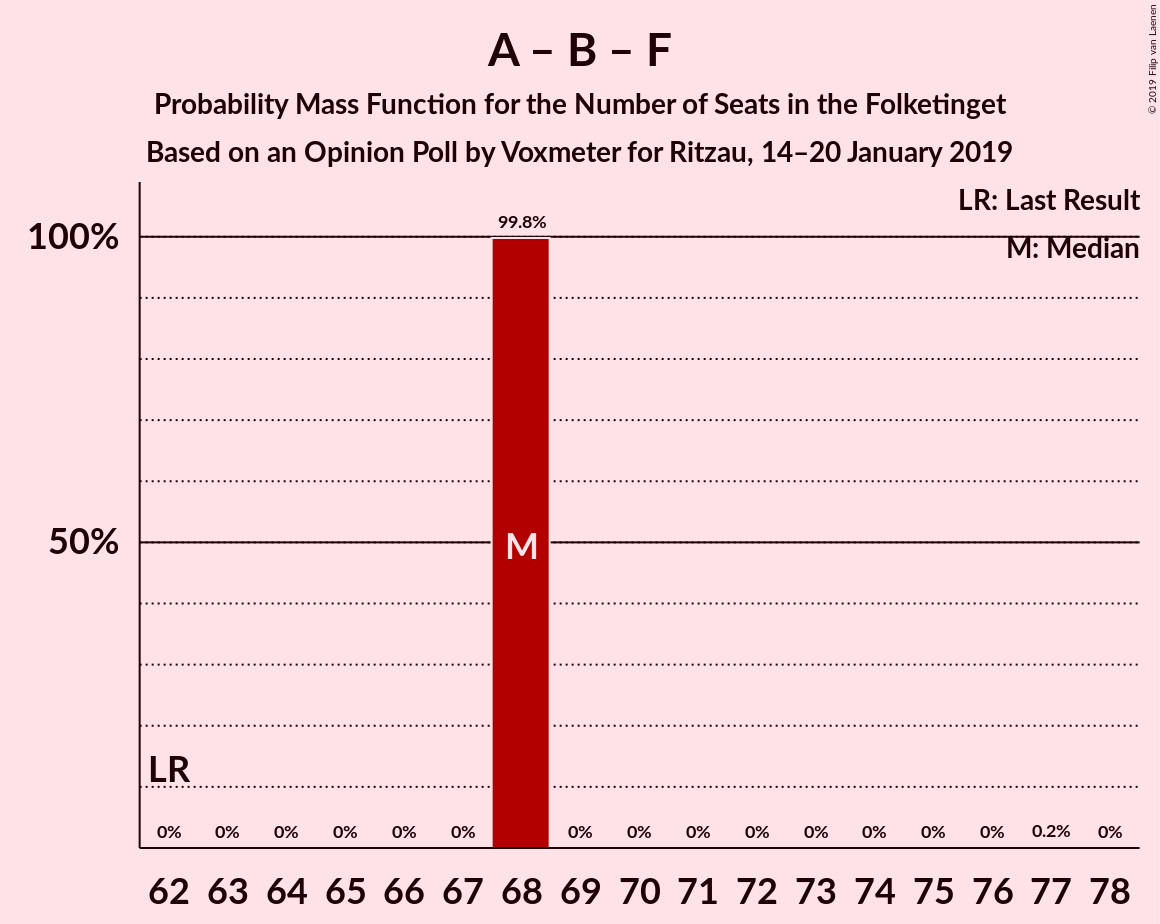 A – B – F
Probability Mass Function for the Number of Seats in the Folketinget
Based on an Opinion Poll by Voxmeter for Ritzau, 14–20 January 2019
© 2019 Filip van Laenen
LR: Last Result
M: Median
100%
50%
99.8%
M
LR
0% 0% 0% 0% 0% 0% 0% 0% 0% 0% 0% 0% 0% 0% 0.2% 0%
62 63 64 65 66 67 68 69 70 71 72 73 74 75 76 77 78